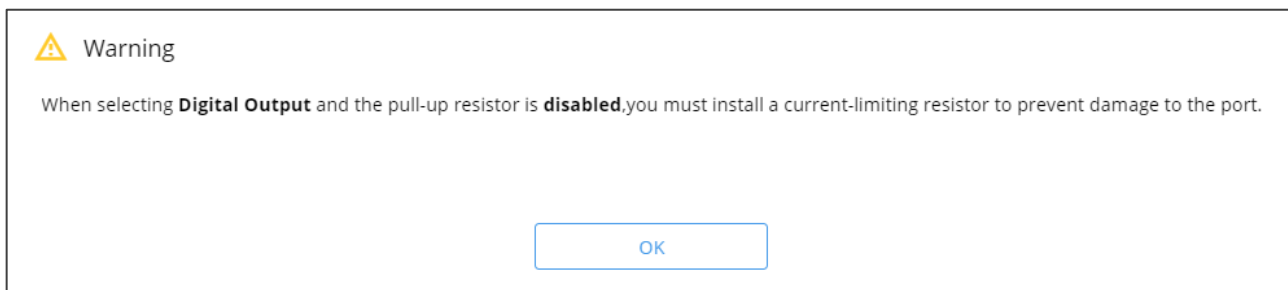 Warning
When selecting Digital Output and the pull-up resistor is disabled,you must install a current-limiting resistor to prevent damage to the port.
OK